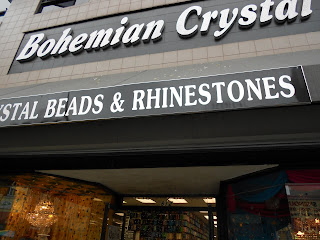 Bohemian Crystal
STAL BEADS & RHINESTONES